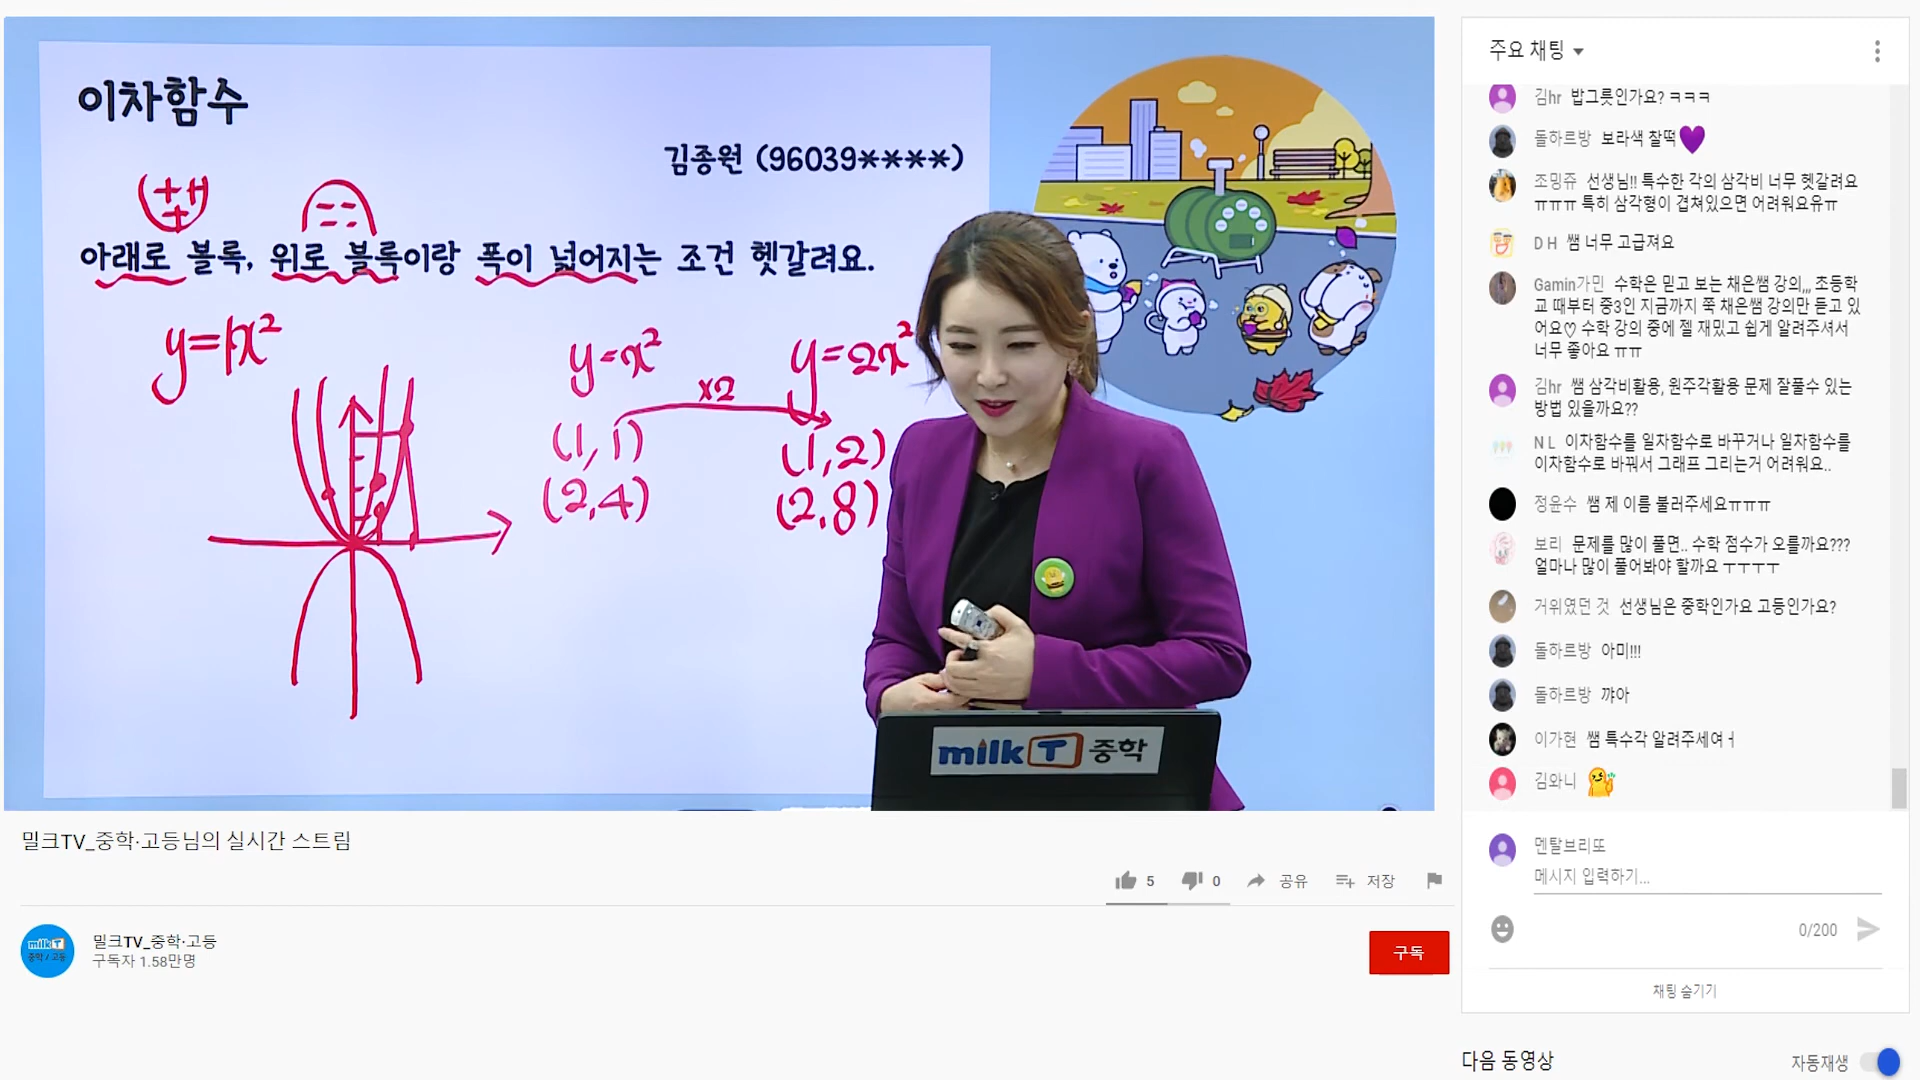 이차함수
김종원 (96039****)
아래로 볼록, 위로 볼록이랑 폭이 넓어지는 조건 헷갈려요.
y=1x²
y=x²
y=2x²
×2
(1, 1)
(1,2)
(2,4)
(2,8)
milk T 중학
밀크TV_중학·고등님의 실시간 스트림
5
0
공유
저장
milk T
중학 / 고등
밀크TV_중학·고등
구독자 1.58만명
구독
주요 채팅
김hr 밥그릇인가요? ㅋㅋㅋ
돌하르방 보라색 찰떡💜
조밍쥬 선생님!! 특수한 각의 삼각비 너무 헷갈려요
ㅠㅠㅠ 특히 삼각형이 겹쳐있으면 어려워요유ㅠ
D H 쌤 너무 고급져요
Gamin가민 수학은 믿고 보는 채은쌤 강의,,, 초등학
교 때부터 중3인 지금까지 쭉 채은쌤 강의만 듣고 있
어요♡ 수학 강의 중에 젤 재밌고 쉽게 알려주셔서
너무 좋아요 ㅠㅠ
김hr 쌤 삼각비활용, 원주각활용 문제 잘풀수 있는
방법 있을까요??
N L 이차함수를 일차함수로 바꾸거나 일차함수를
이차함수로 바꿔서 그래프 그리는거 어려워요..
정윤수 쌤 제 이름 불러주세요ㅠㅠㅠ
보리 문제를 많이 풀면.. 수학 점수가 오를까요???
얼마나 많이 풀어봐야 할까요 ㅜㅜㅜㅜ
거위였던 것 선생님은 중학인가요 고등인가요?
돌하르방 아미!!!
돌하르방 꺄아
이가현 쌤 특수각 알려주세여ㅓ
김와니
멘탈브리또
메시지 입력하기...
0/200
채팅 숨기기
다음 동영상
자동재생